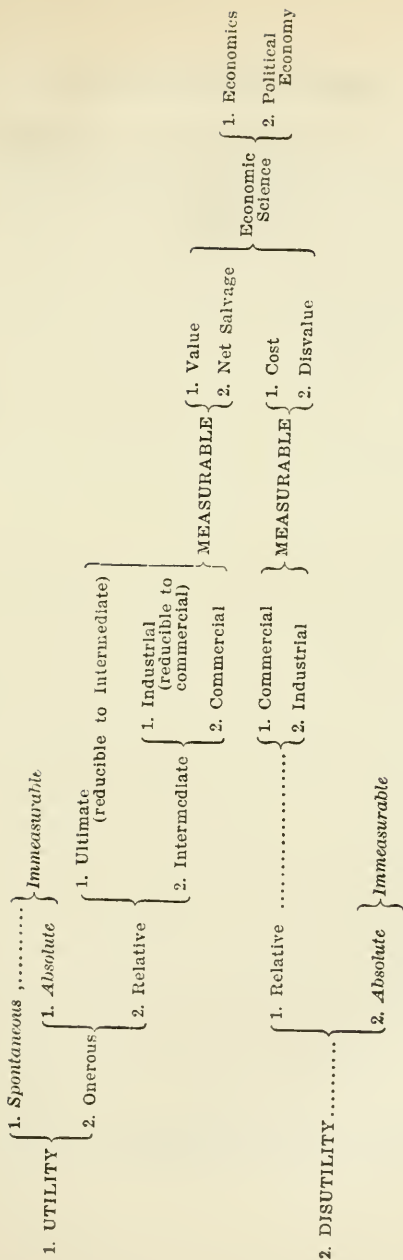 1. UTILITY
1. Spontaneous ,..........
Immeasurable
2. Onerous
1. Absolute
2. Relative
1. Ultimate
(reducible to Intermediate)
2. Intermediate
1. Industrial
(reducible to
commercial)
2. Commercial
MEASURABLE
1. Value
2. Net Salvage
2. DISUTILITY..........
1. Relative ....................
1. Commercial
2. Industrial
MEASURABLE
1. Cost
2. Disvalue
2. Absolute
Immeasurable
Economic
Science
1. Economics
2. Political
Economy